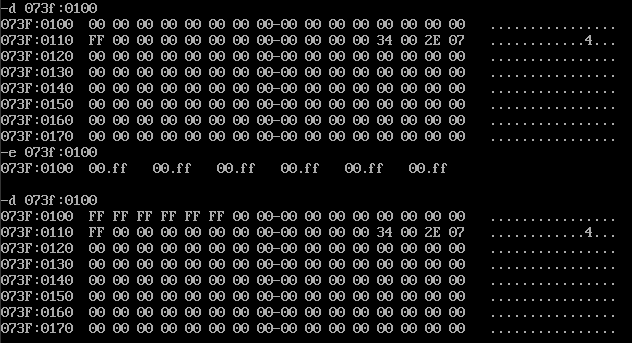 -d 073f:0100
073F:0100  00 00 00 00 00 00 00 00-00 00 00 00 00 00 00 00   ................
073F:0110  FF 00 00 00 00 00 00 00-00 00 00 00 34 00 2E 07   ............4...
073F:0120  00 00 00 00 00 00 00 00-00 00 00 00 00 00 00 00   ................
073F:0130  00 00 00 00 00 00 00 00-00 00 00 00 00 00 00 00   ................
073F:0140  00 00 00 00 00 00 00 00-00 00 00 00 00 00 00 00   ................
073F:0150  00 00 00 00 00 00 00 00-00 00 00 00 00 00 00 00   ................
073F:0160  00 00 00 00 00 00 00 00-00 00 00 00 00 00 00 00   ................
073F:0170  00 00 00 00 00 00 00 00-00 00 00 00 00 00 00 00   ................
-e 073f:0100
073F:0100  00.ff   00.ff   00.ff   00.ff   00.ff   00.ff
-d 073f:0100
073F:0100  FF FF FF FF FF FF 00 00-00 00 00 00 00 00 00 00   ................
073F:0110  FF 00 00 00 00 00 00 00-00 00 00 00 34 00 2E 07   ............4...
073F:0120  00 00 00 00 00 00 00 00-00 00 00 00 00 00 00 00   ................
073F:0130  00 00 00 00 00 00 00 00-00 00 00 00 00 00 00 00   ................
073F:0140  00 00 00 00 00 00 00 00-00 00 00 00 00 00 00 00   ................
073F:0150  00 00 00 00 00 00 00 00-00 00 00 00 00 00 00 00   ................
073F:0160  00 00 00 00 00 00 00 00-00 00 00 00 00 00 00 00   ................
073F:0170  00 00 00 00 00 00 00 00-00 00 00 00 00 00 00 00   ................